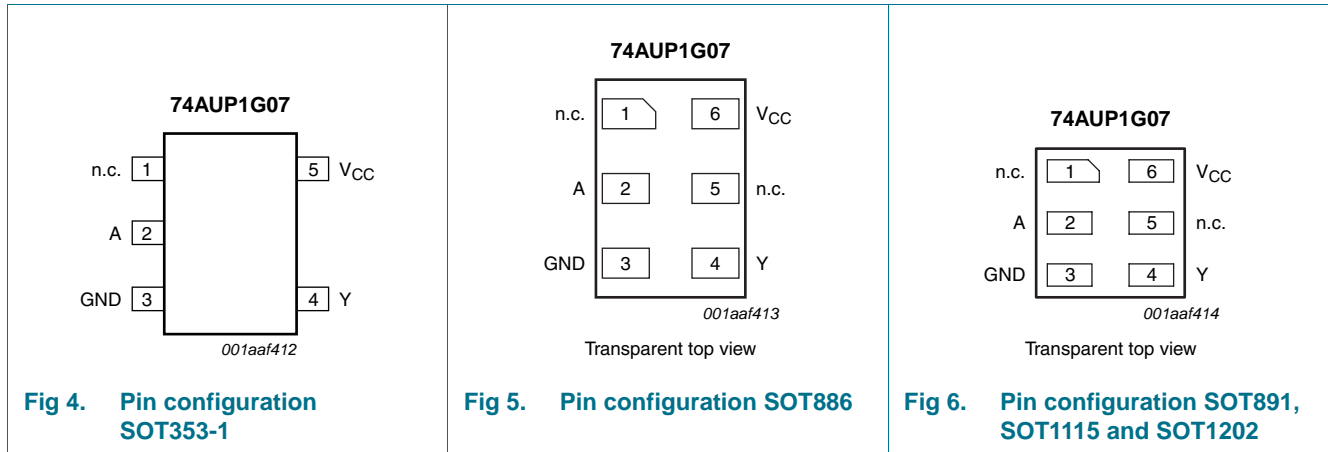 74AUP1G07
n.c. 1
5 VCC
A 2
GND 3
4 Y
001aaf412
Fig 4. Pin configuration
SOT353-1
74AUP1G07
n.c. 1 6 VCC
A 2 5 n.c.
GND 3 4 Y
001aaf413
Transparent top view
Fig 5. Pin configuration SOT886
74AUP1G07
n.c. 1 6 VCC
A 2 5 n.c.
GND 3 4 Y
001aaf414
Transparent top view
Fig 6. Pin configuration SOT891,
SOT1115 and SOT1202